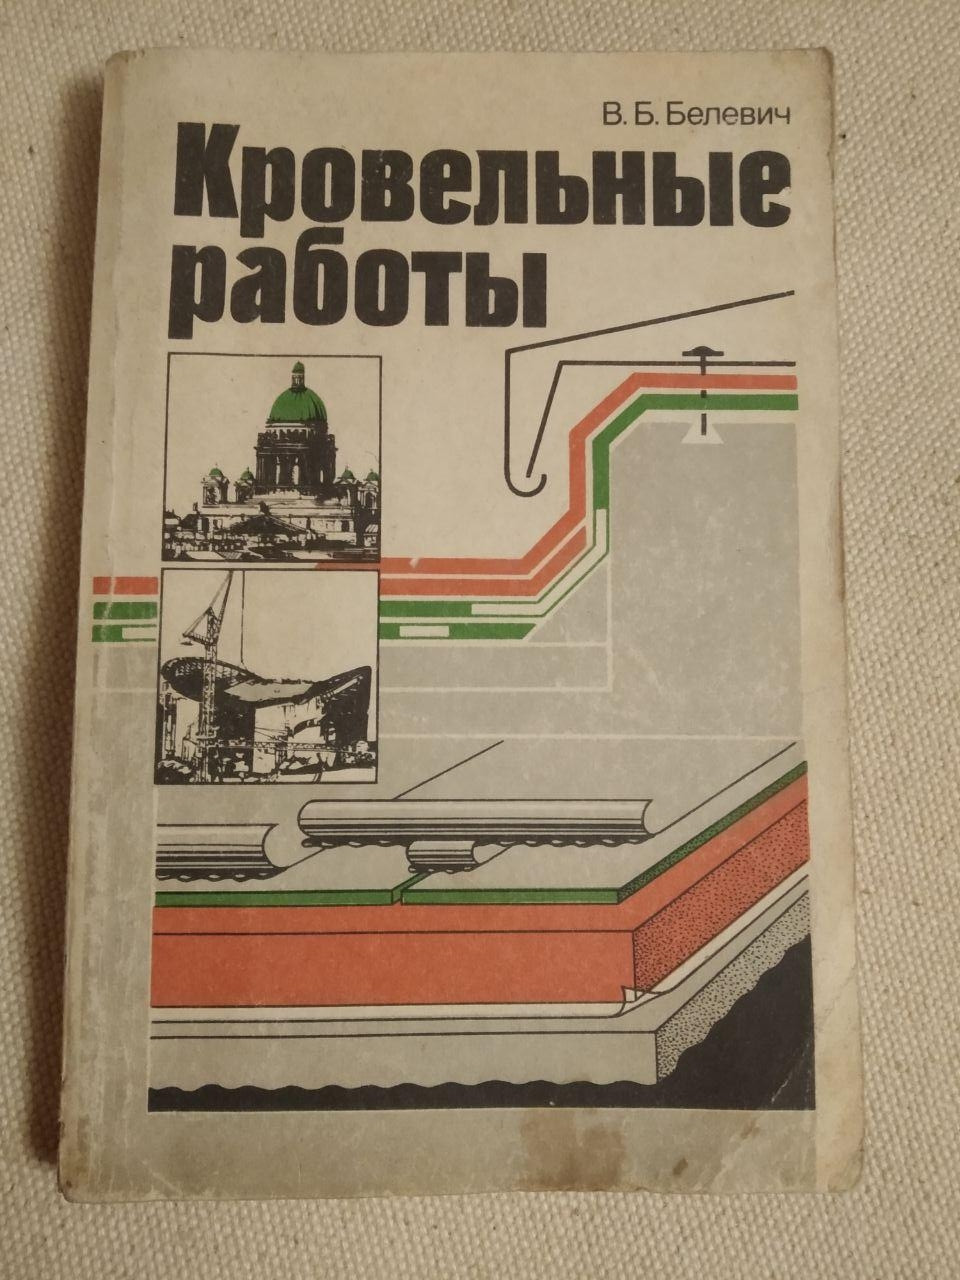 В. Б. Белевич
Кровельные
работы